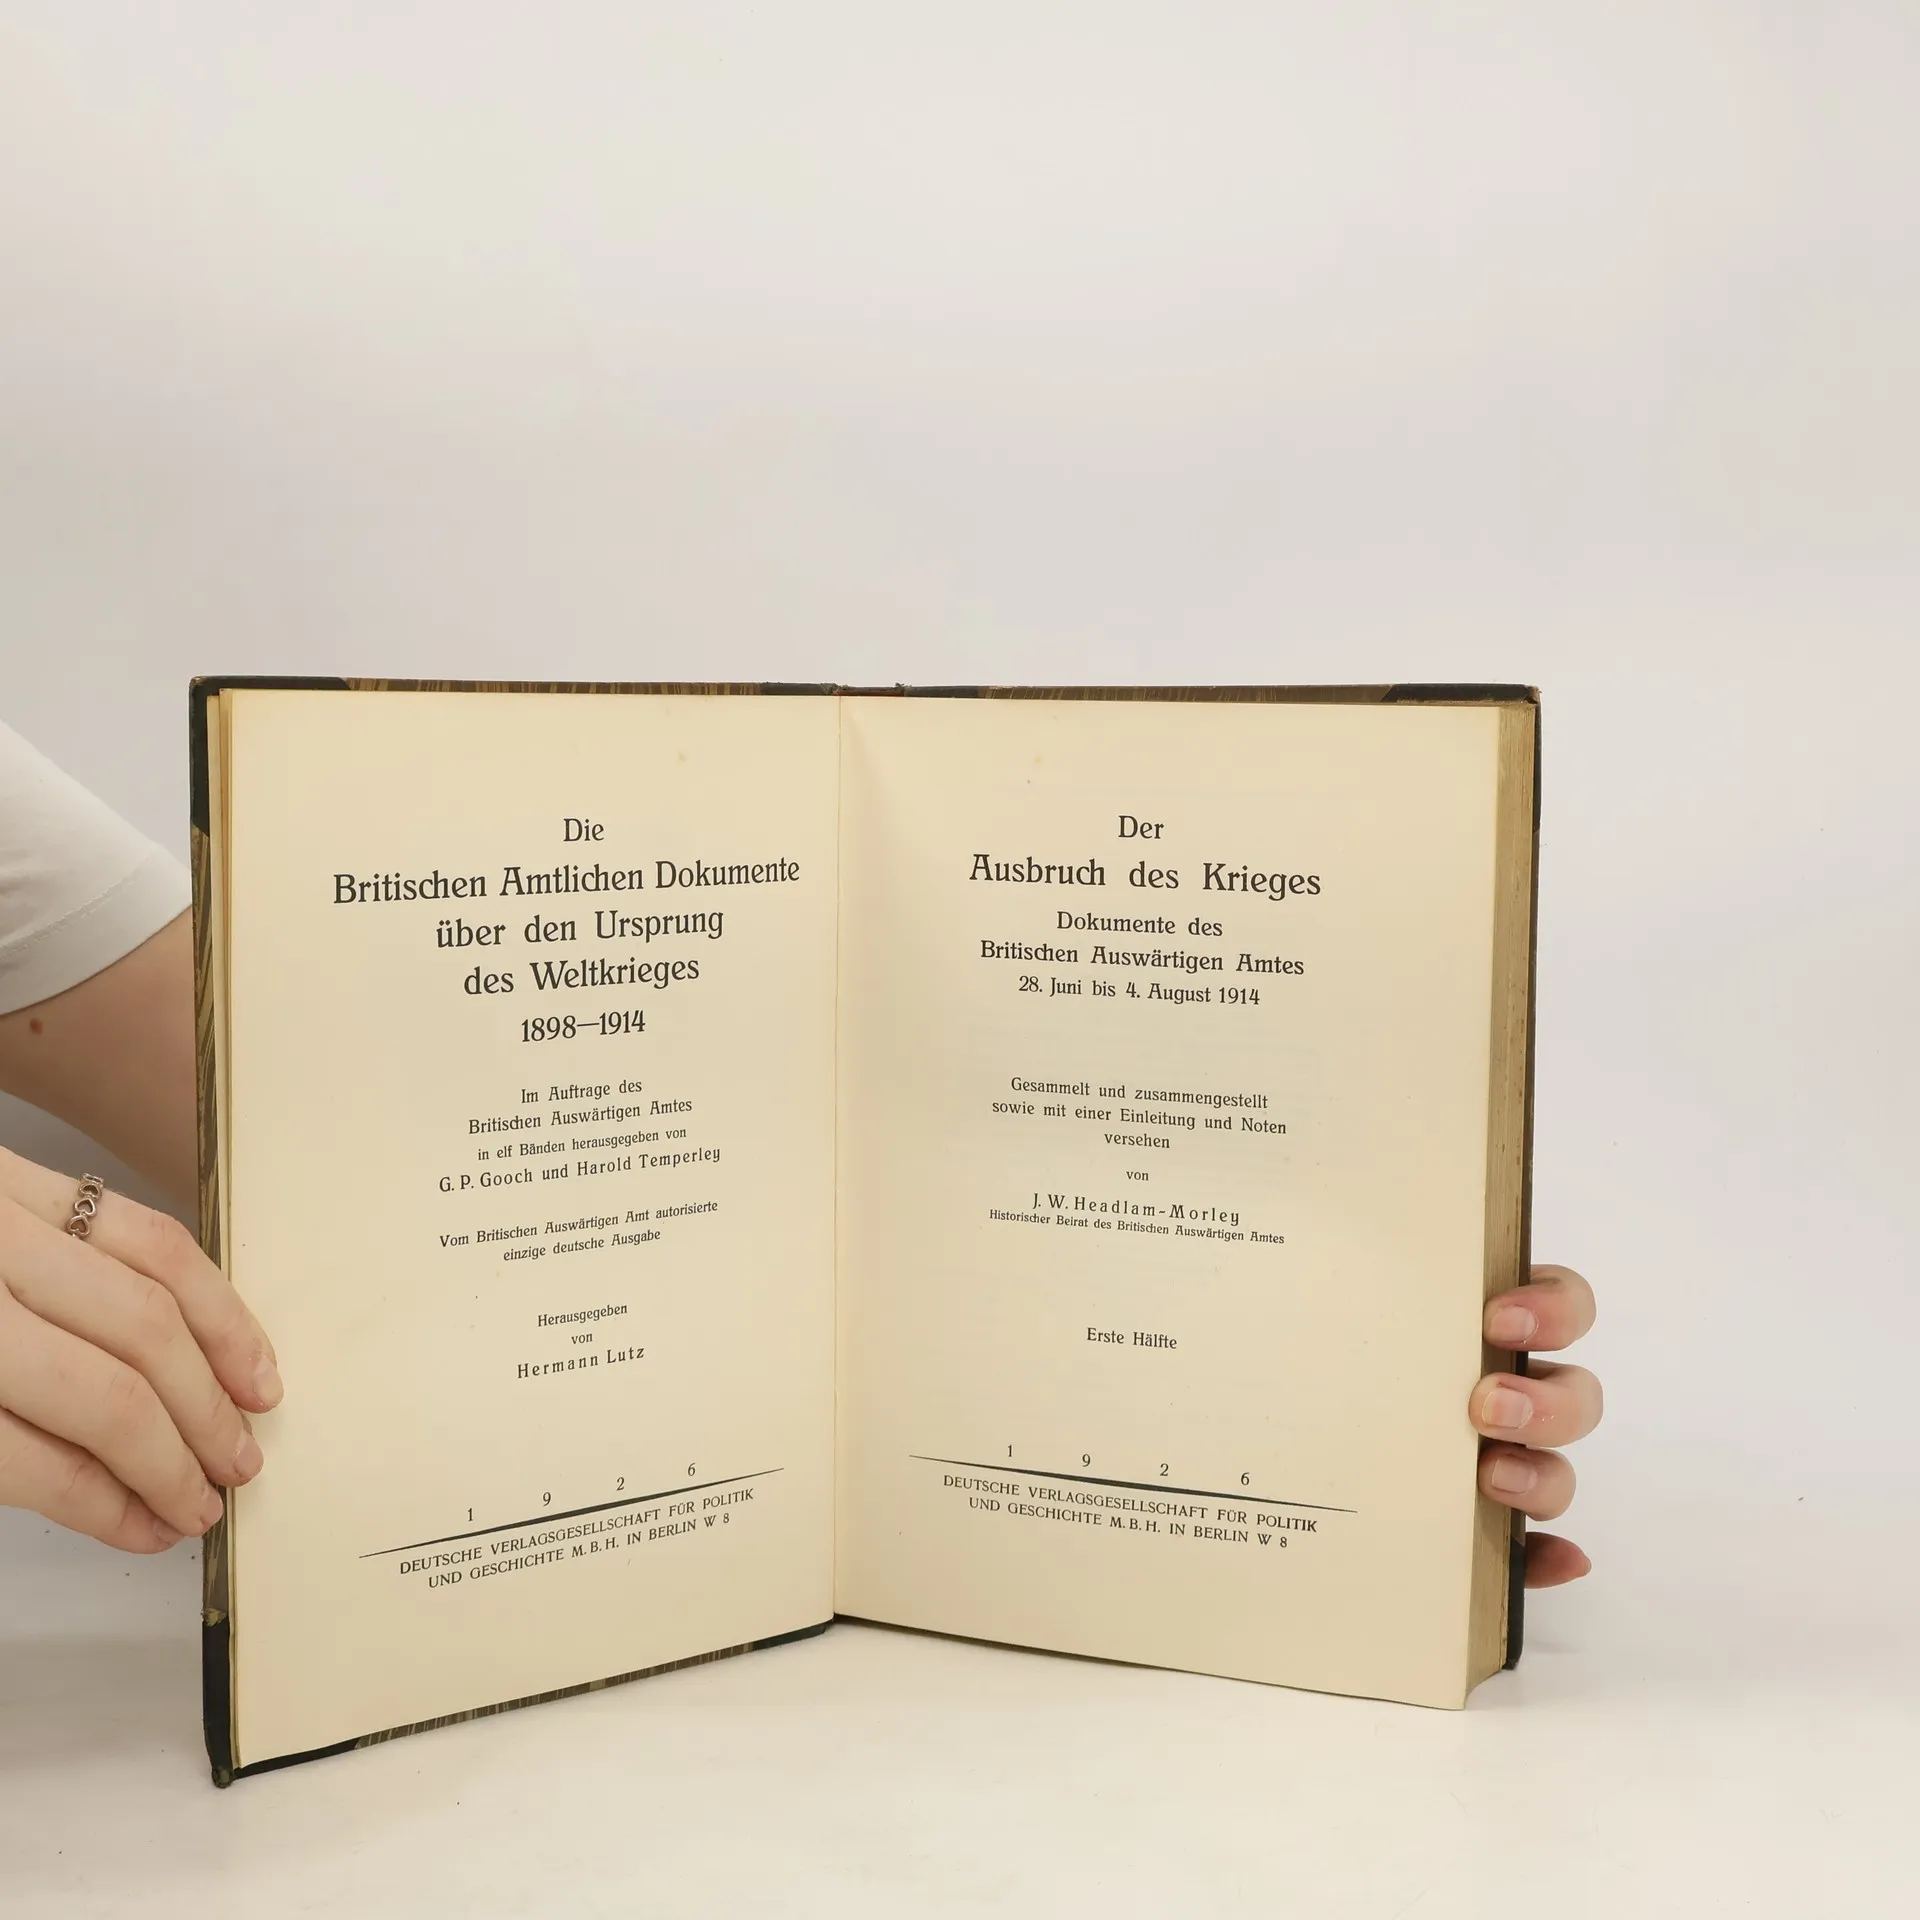 Die
Britischen Amtlichen Dokumente
über den Ursprung
des Weltkrieges
1898—1914
Im Auftrage des
Britischen Auswärtigen Amtes
in elf Bänden herausgegeben von
G. P. Gooch und Harold Temperley
Vom Britischen Auswärtigen Amt autorisierte
einzige deutsche Ausgabe
Herausgegeben
von
Hermann Lutz
1 9 2 6
DEUTSCHE VERLAGSGESELLSCHAFT FÜR POLITIK
UND GESCHICHTE M. B. H. IN BERLIN W 8
Der
Ausbruch des Krieges
Dokumente des
Britischen Auswärtigen Amtes
28. Juni bis 4. August 1914
Gesammelt und zusammengestellt
sowie mit einer Einleitung und Noten
versehen
von
J. W. Headlam-Morley
Historischer Beirat des Britischen Auswärtigen Amtes
Erste Hälfte
1 9 2 6
DEUTSCHE VERLAGSGESELLSCHAFT FÜR POLITIK
UND GESCHICHTE M. B. H. IN BERLIN W 8